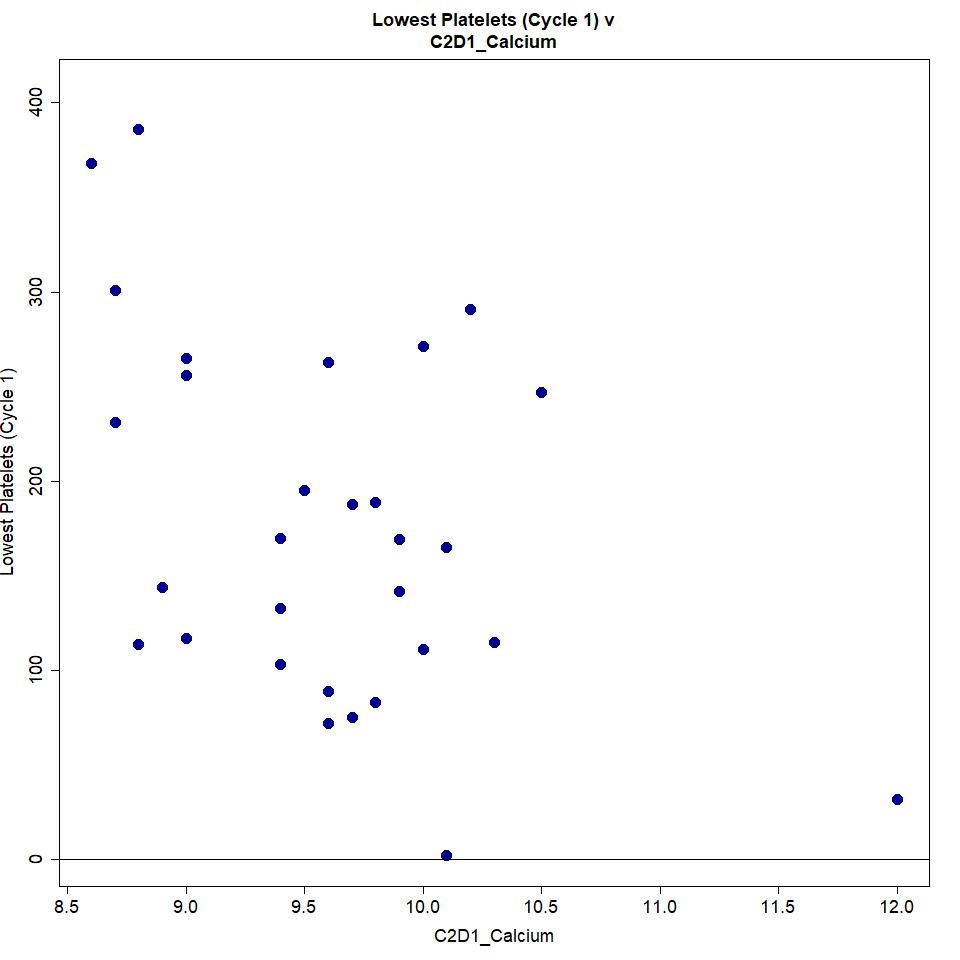 Lowest Platelets (Cycle 1) v
C2D1_Calcium
400
300
200
100
0
Lowest Platelets (Cycle 1)
8.5 9.0 9.5 10.0 10.5 11.0 11.5 12.0
C2D1_Calcium